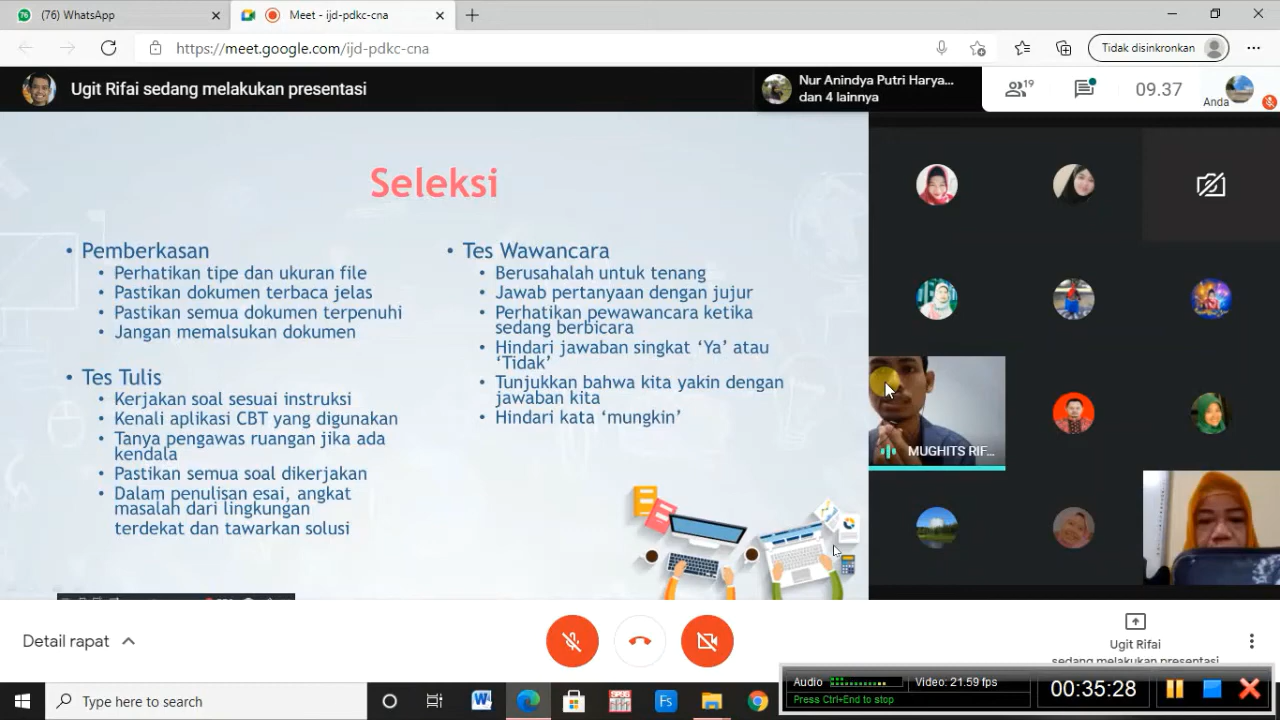 (76) WhatsApp
Meet - ijd-pdkc-cna
https://meet.google.com/ijd-pdkc-cna
Tidak disinkronkan
Ugit Rifai sedang melakukan presentasi
Nur Anindya Putri Harya...
dan 4 lainnya
19
09.37
Anda
Seleksi
• Pemberkasan
• Perhatikan tipe dan ukuran file
• Pastikan dokumen terbaca jelas
• Pastikan semua dokumen terpenuhi
• Jangan memalsukan dokumen
• Tes Tulis
• Kerjakan soal sesuai instruksi
• Kenali aplikasi CBT yang digunakan
• Tanya pengawas ruangan jika ada
kendala
• Pastikan semua soal dikerjakan
• Dalam penulisan esai, angkat
masalah dari lingkungan
terdekat dan tawarkan solusi
• Tes Wawancara
• Berusahalah untuk tenang
• Jawab pertanyaan dengan jujur
• Perhatikan pewawancara ketika
sedang berbicara
• Hindari jawaban singkat ‘Ya’ atau
‘Tidak’
• Tunjukkan bahwa kita yakin dengan
jawaban kita
• Hindari kata ‘mungkin’
MUGHITS RIF...
Detail rapat
Ugit Rifai
sedang melakukan presentasi
Audio
Video: 21.59 fps
Press Ctrl+End to stop
00:35:28
Type here
search